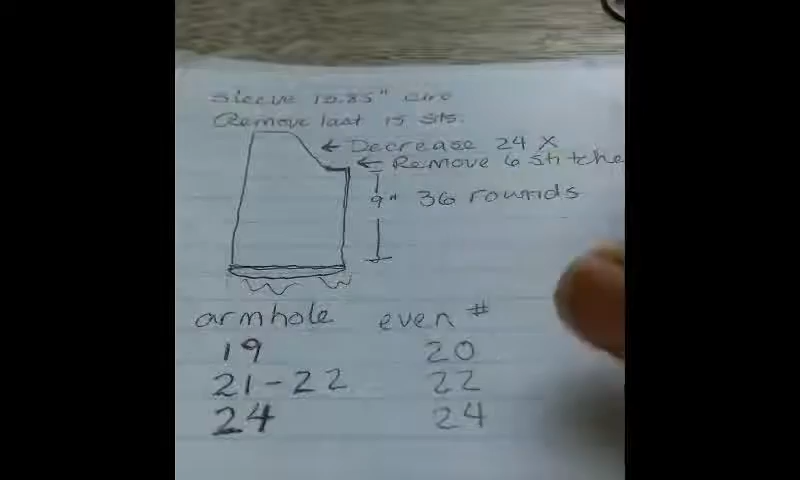 Sleeve 10.85" circ
Remove last 15 sts.
← Decrease 24 X
← Remove 6 stitche
9" 36 rounds
armhole even #
19 20
21-22 22
24 24